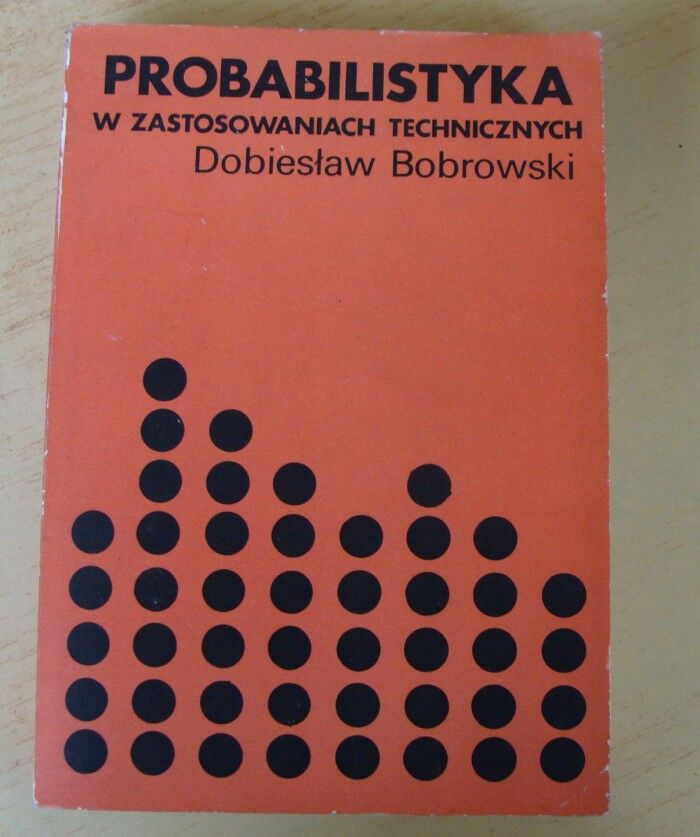 PROBABILISTYKA
W ZASTOSOWANIACH TECHNICZNYCH
Dobiesław Bobrowski